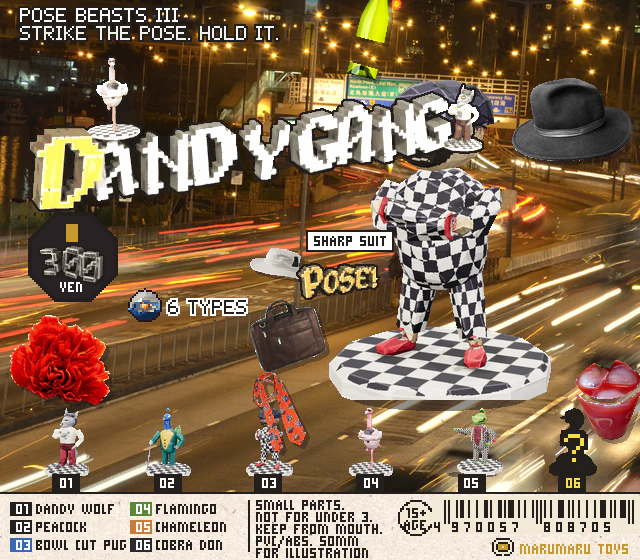 POSE BEASTS III
STRIKE THE POSE. HOLD IT.
DANDY GANG
SHARP SUIT
300
YEN
POSE!
6 TYPES
01
02
03
04
05
?
06
01 DANDY WOLF
02 PEACOCK
03 BOWL CUT PUG
04 FLAMINGO
05 CHAMELEON
06 COBRA DON
SMALL PARTS.
NOT FOR UNDER 3.
KEEP FROM MOUTH.
PVC/ABS. 50MM
FOR ILLUSTRATION
15+
AGE
4 970057 808705
MARUMARU TOYS